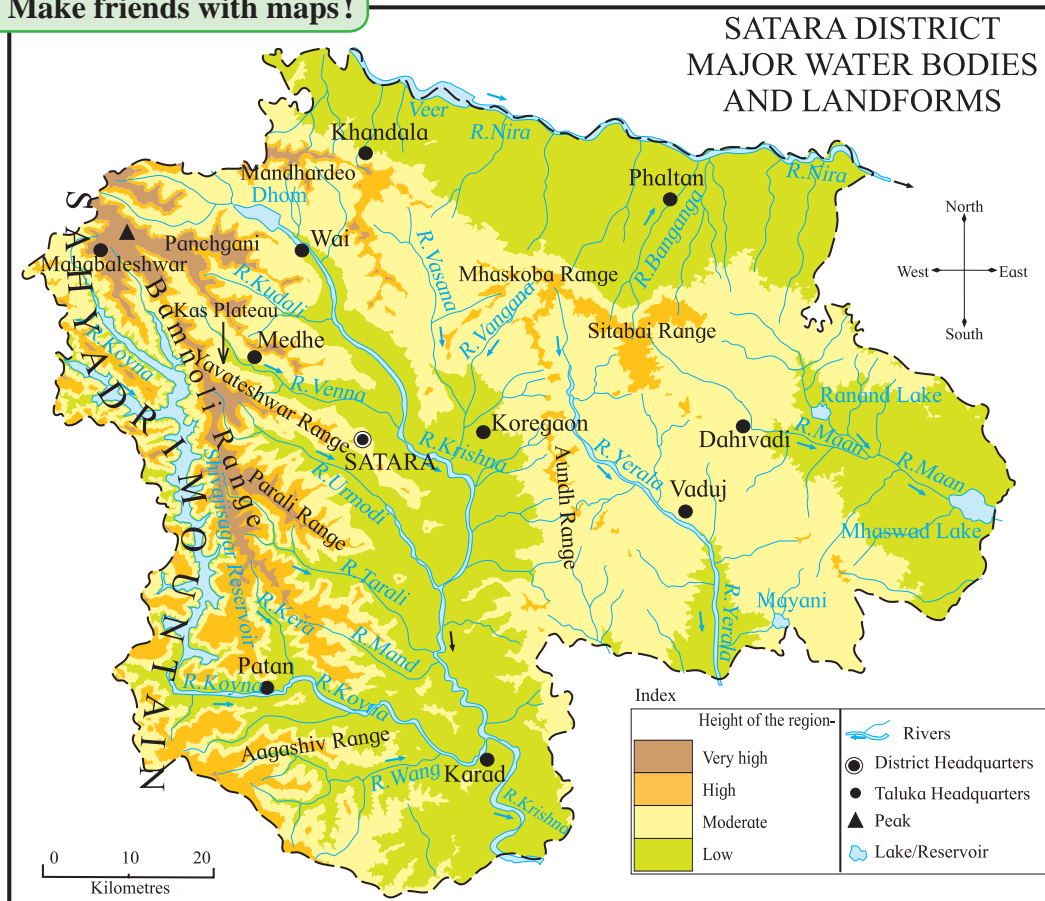 Make friends with maps!
SATARA DISTRICT
MAJOR WATER BODIES
AND LANDFORMS
Veer
R.Nira
Khandala
R.Nira
Mandhardeo
Phaltan
Dhom
North
West
East
South
Panchgani
Wai
Mahabaleshwar
R.Vasana
R.Banganga
Mhaskoba Range
R.Kudali
Kas Plateau
R.Vangana
Sitabai Range
Medhe
R.Koyna
SAHYADRI MOUNTAIN
Bamnoli Range
Yavateshwar Range
R.Venna
Ranand Lake
Koregaon
Dahivadi
R.Maan
SATARA
R.Krishna
R.Maan
R.Urmodi
R.Yerala
Aundh Range
Vaduj
Parali Range
Shivajisagar Reservoir
Mhaswad Lake
R.Tarali
R.Kera
Mayani
R.Yerala
R.Mand
Patan
R.Koyna
R.Koyna
Aagashiv Range
R.Wang
Karad
R.Krishna
Index
Height of the region-
Very high
High
Moderate
Low
Rivers
District Headquarters
Taluka Headquarters
Peak
Lake/Reservoir
0 10 20
Kilometres